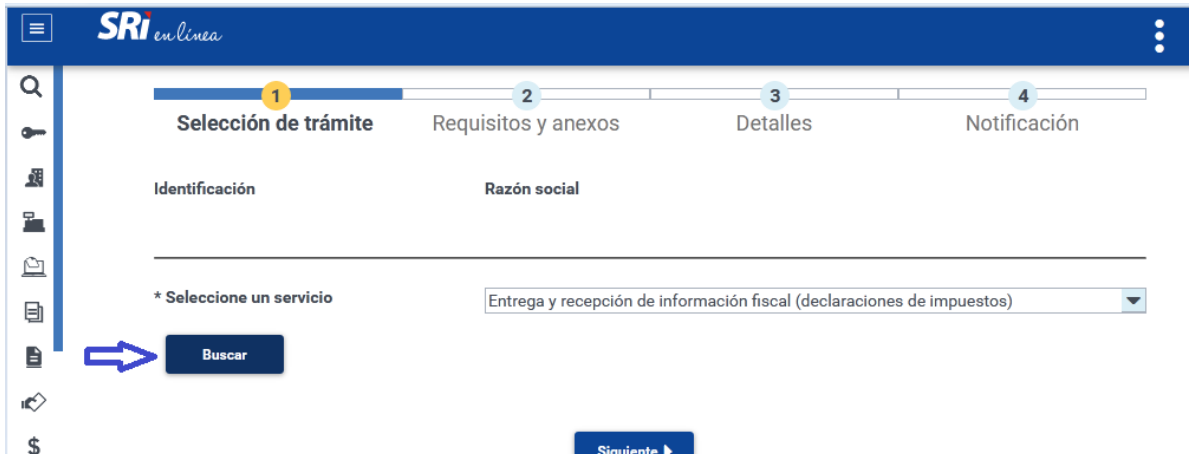 SRi en línea
1 2 3 4
Selección de trámite Requisitos y anexos Detalles Notificación
Identificación Razón social
* Seleccione un servicio Entrega y recepción de información fiscal (declaraciones de impuestos)
Buscar
Siguiente
$